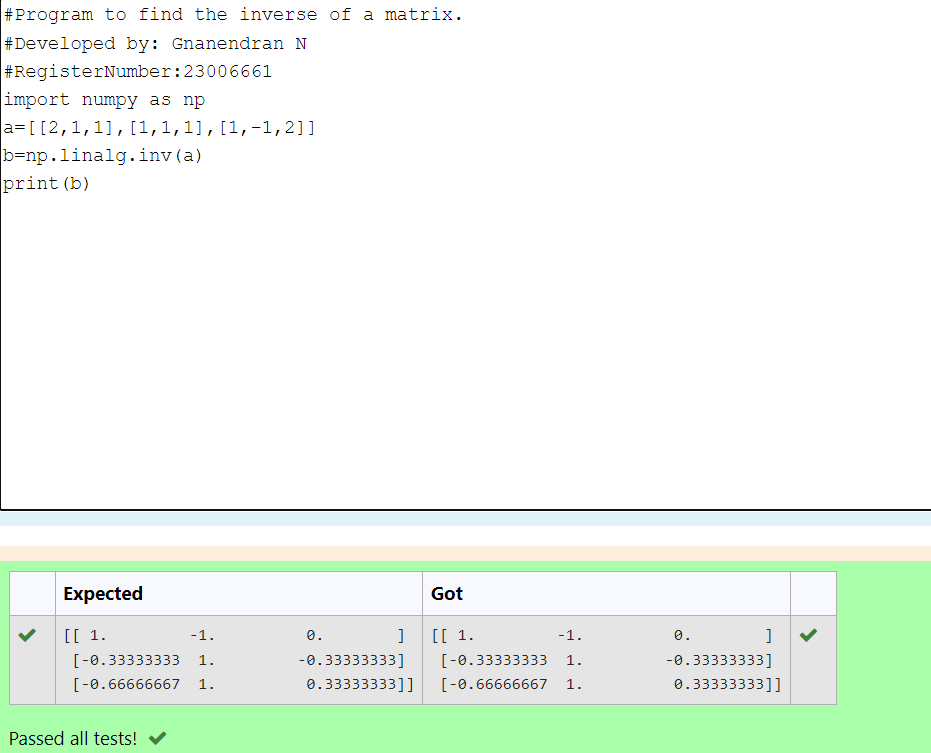 #Program to find the inverse of a matrix.
#Developed by: Gnanendran N
#RegisterNumber:23006661
import numpy as np
a=[[2,1,1],[1,1,1],[1,-1,2]]
b=np.linalg.inv(a)
print(b)
Expected Got
[[ 1. -1. 0. ] [[ 1. -1. 0. ]
[-0.33333333 1. -0.33333333] [-0.33333333 1. -0.33333333]
[-0.66666667 1. 0.33333333]] [-0.66666667 1. 0.33333333]]
Passed all tests!